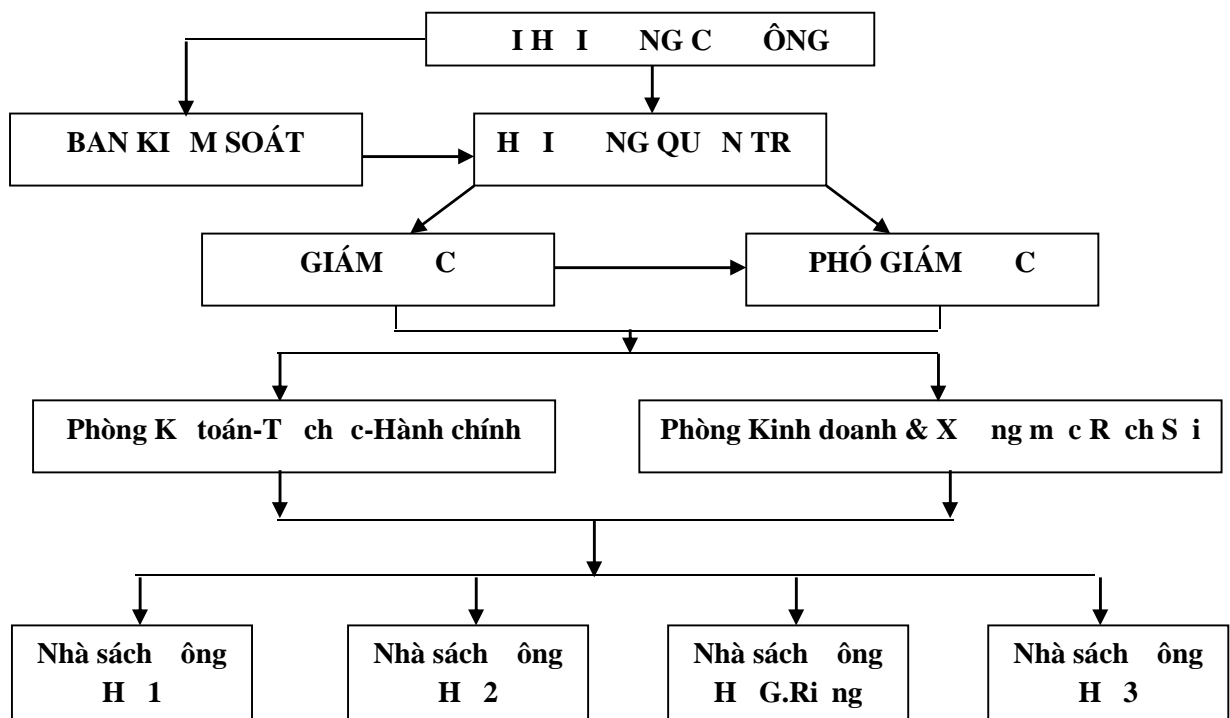 I H I NG C ÔNG
BAN KI M SOÁT
H I NG QU N TR
GIÁM C
PHÓ GIÁM C
Phòng K toán-T ch c-Hành chính
Phòng Kinh doanh & X ng m c R ch S i
Nhà sách ông
H 1
Nhà sách ông
H 2
Nhà sách ông
H G.Ri ng
Nhà sách ông
H 3